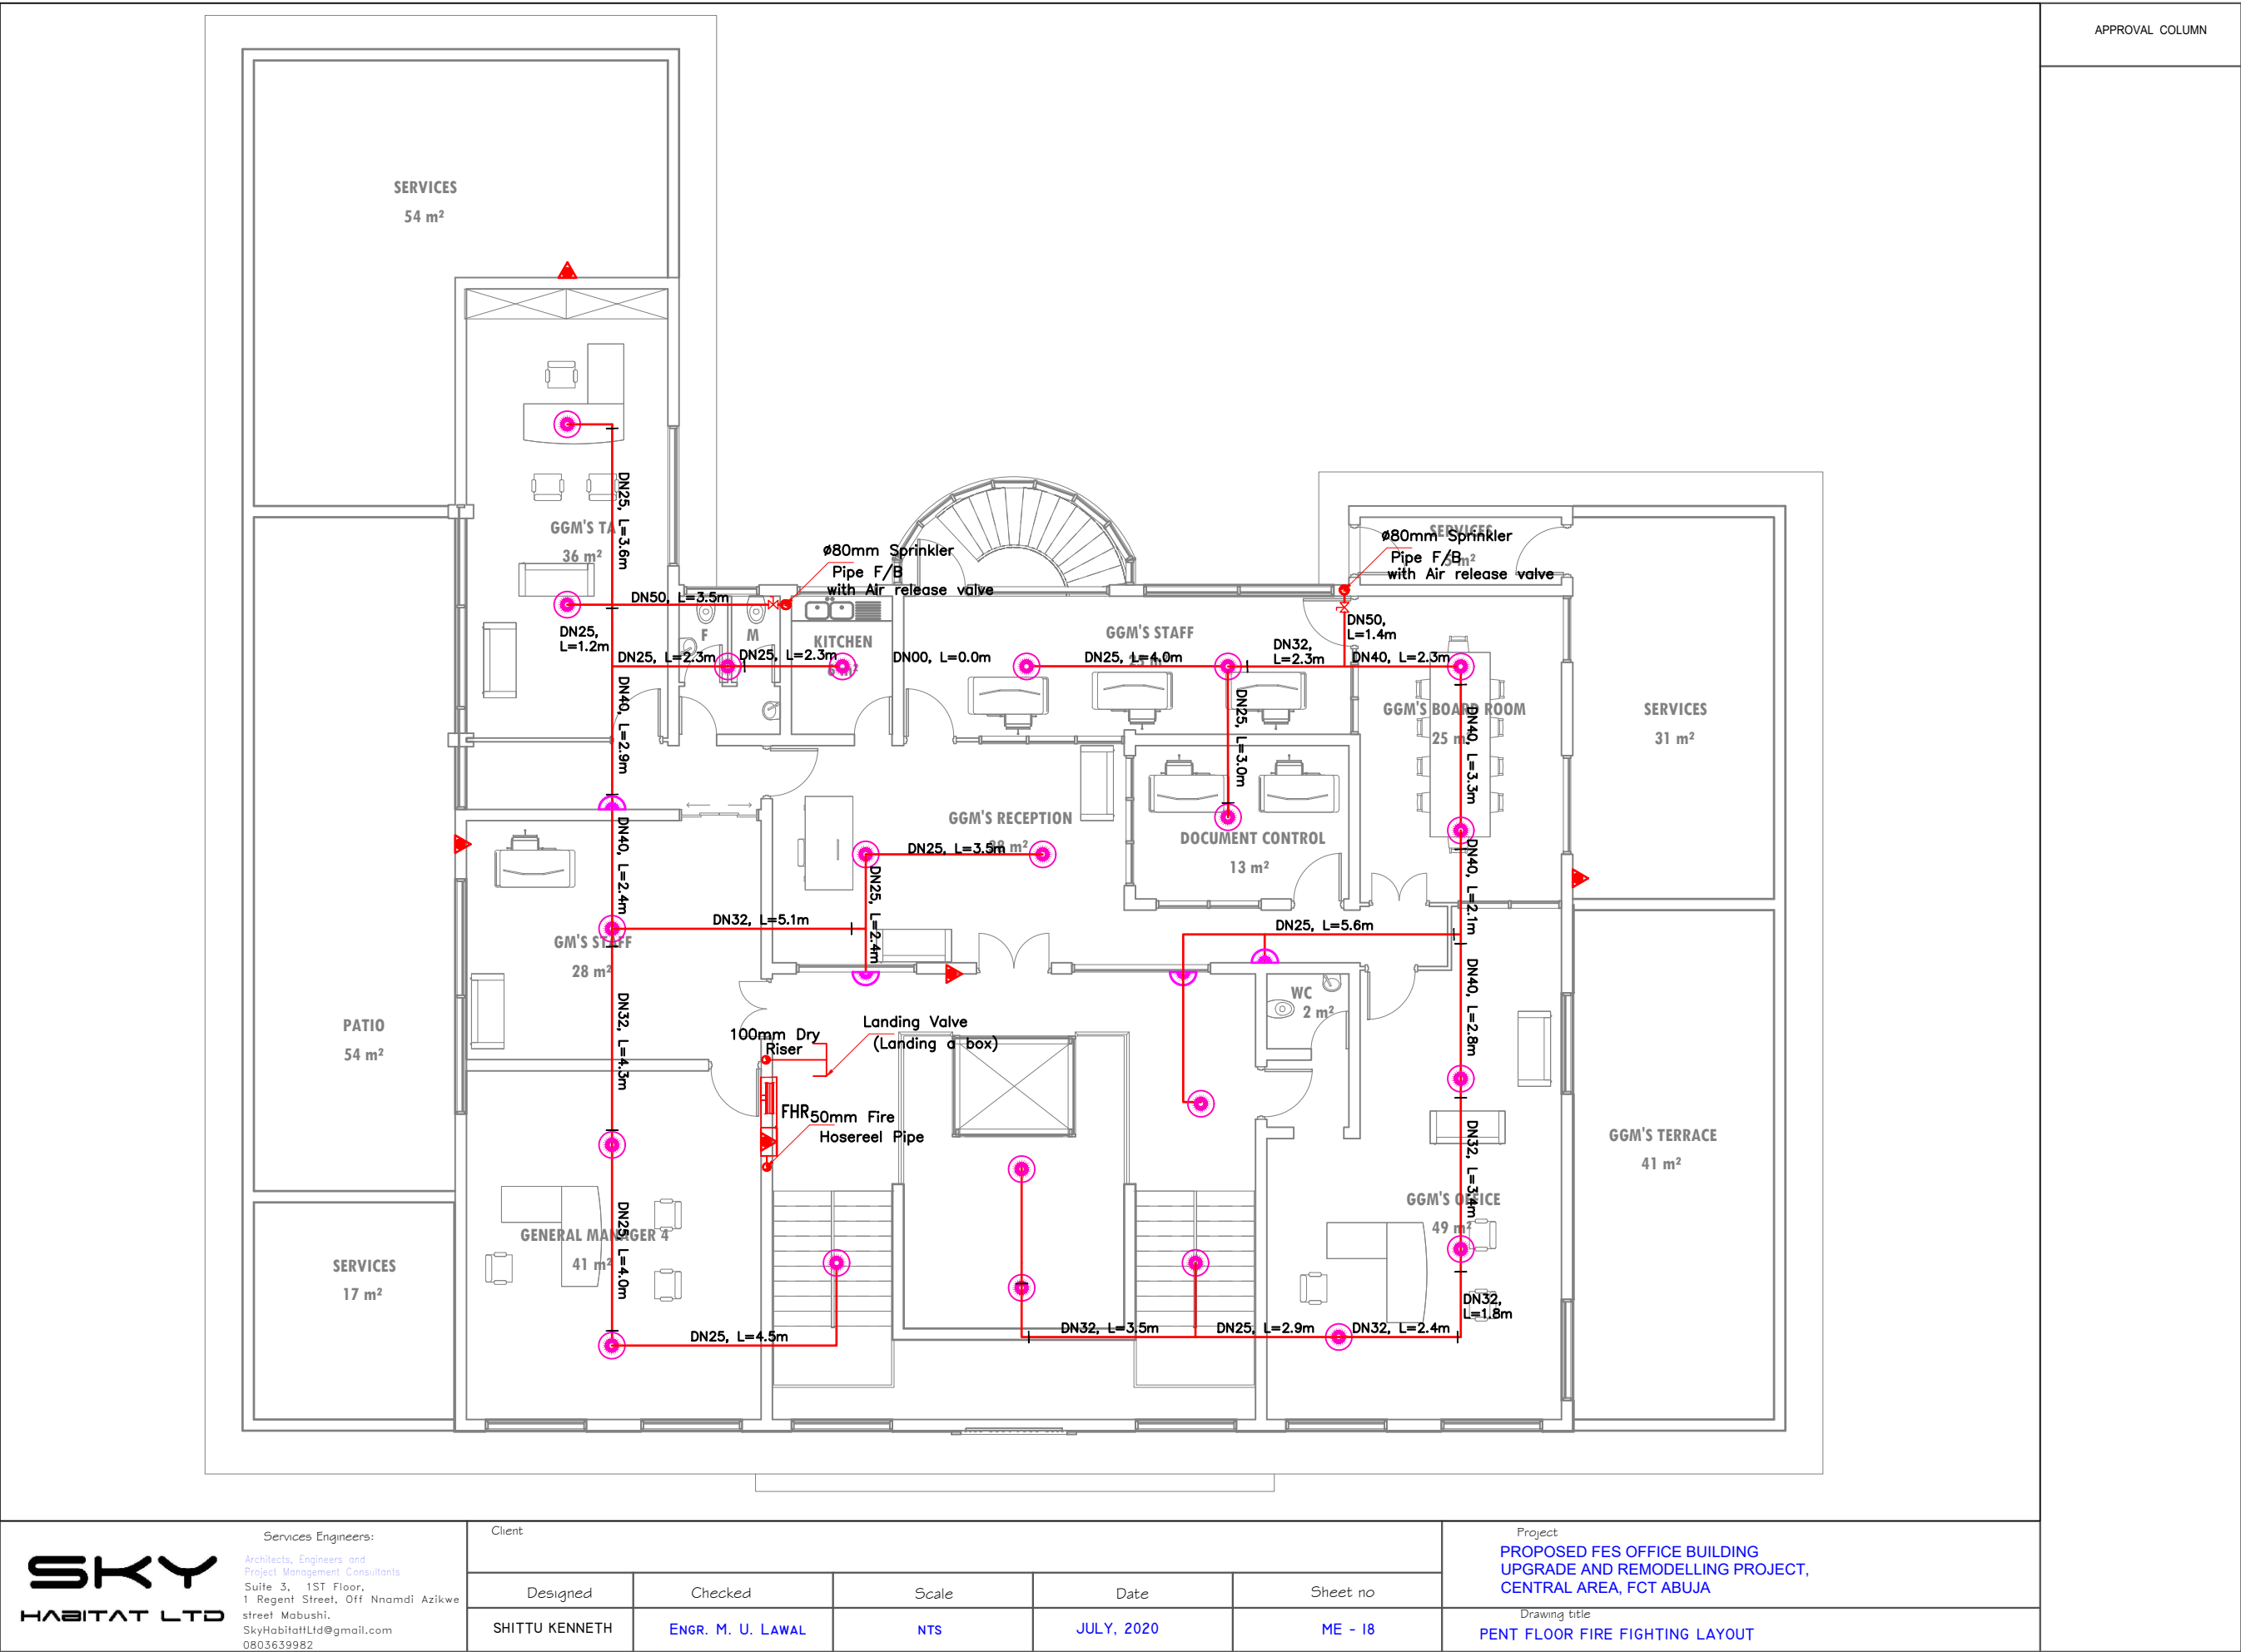 APPROVAL COLUMN
SERVICES
54 m²
GGM'S TA
36 m²
DN25, L=3.6m
ø80mm Sprinkler
Pipe F/B
with Air release valve
SERVICES
m²
ø80mm Sprinkler
Pipe F/B
with Air release valve
DN50, L=3.5m
DN25,
L=1.2m
F
M
KITCHEN
6 m²
DN25, L=2.3m
DN25, L=2.3m
DN00, L=0.0m
GGM'S STAFF
DN25, L=4.0m
DN32,
L=2.3m
DN50,
L=1.4m
DN40, L=2.3m
DN40, L=2.9m
DN25, L=3.0m
GGM'S BOARD ROOM
25 m²
DN40, L=3.3m
SERVICES
31 m²
DN40, L=2.4m
GGM'S RECEPTION
m²
DN25, L=3.5m
DOCUMENT CONTROL
13 m²
DN40, L=2.1m
DN25, L=2.4m
DN32, L=5.1m
DN25, L=5.6m
GM'S STAFF
28 m²
DN32, L=4.3m
WC
2 m²
DN40, L=2.8m
PATIO
54 m²
100mm Dry
Riser
Landing Valve
(Landing a box)
FHR
50mm Fire
Hosereel Pipe
DN32, L=3.4m
GGM'S TERRACE
41 m²
GGM'S OFFICE
49 m²
GENERAL MANAGER 4
41 m²
DN25, L=4.0m
SERVICES
17 m²
DN32,
L=1.8m
DN25, L=4.5m
DN32, L=3.5m
DN25, L=2.9m
DN32, L=2.4m
SKY
HABITAT LTD
Services Engineers:
Architects, Engineers and
Project Management Consultants
Suite 3, 1ST Floor,
1 Regent Street, Off Nnamdi Azikwe
street Mabushi.
SkyHabitattLtd@gmail.com
0803639982
Client
Designed
Checked
Scale
Date
Sheet no
SHITTU KENNETH
ENGR. M. U. LAWAL
NTS
JULY, 2020
ME - 18
Project
PROPOSED FES OFFICE BUILDING
UPGRADE AND REMODELLING PROJECT,
CENTRAL AREA, FCT ABUJA
Drawing title
PENT FLOOR FIRE FIGHTING LAYOUT